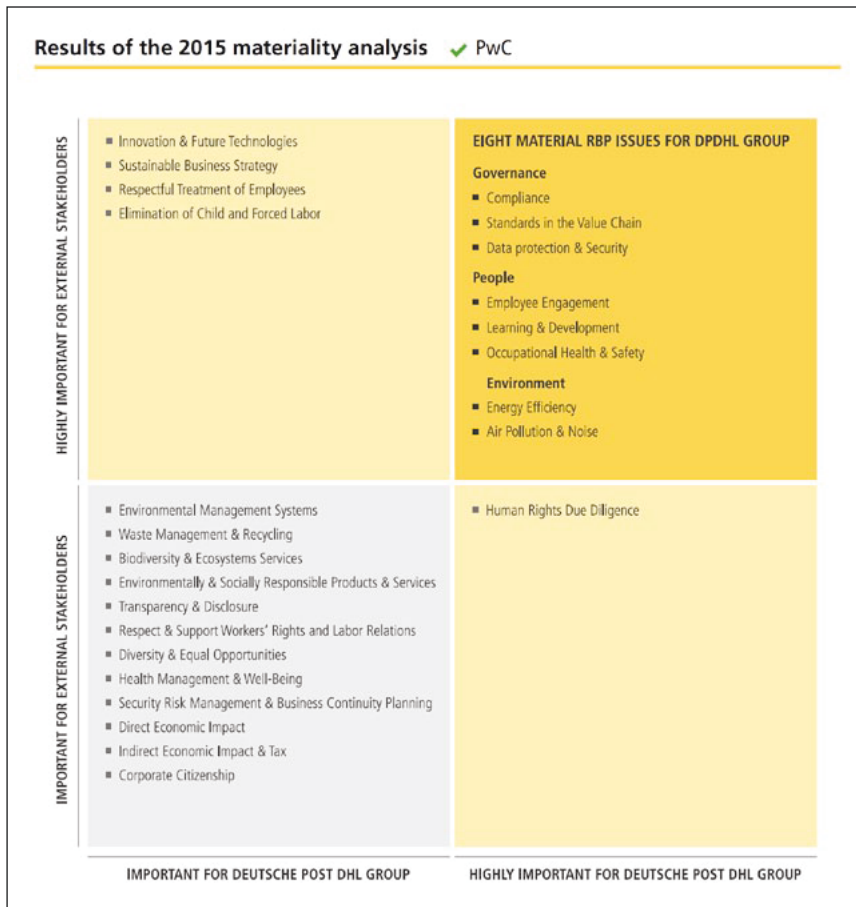 Results of the 2015 materiality analysis ✓ PwC
HIGHLY IMPORTANT FOR EXTERNAL STAKEHOLDERS
■ Innovation & Future Technologies
■ Sustainable Business Strategy
■ Respectful Treatment of Employees
■ Elimination of Child and Forced Labor
EIGHT MATERIAL RBP ISSUES FOR DPDHL GROUP
Governance
■ Compliance
■ Standards in the Value Chain
■ Data protection & Security
People
■ Employee Engagement
■ Learning & Development
■ Occupational Health & Safety
Environment
■ Energy Efficiency
■ Air Pollution & Noise
IMPORTANT FOR EXTERNAL STAKEHOLDERS
■ Environmental Management Systems
■ Waste Management & Recycling
■ Biodiversity & Ecosystems Services
■ Environmentally & Socially Responsible Products & Services
■ Transparency & Disclosure
■ Respect & Support Workers' Rights and Labor Relations
■ Diversity & Equal Opportunities
■ Health Management & Well-Being
■ Security Risk Management & Business Continuity Planning
■ Direct Economic Impact
■ Indirect Economic Impact & Tax
■ Corporate Citizenship
■ Human Rights Due Diligence
IMPORTANT FOR DEUTSCHE POST DHL GROUP
HIGHLY IMPORTANT FOR DEUTSCHE POST DHL GROUP